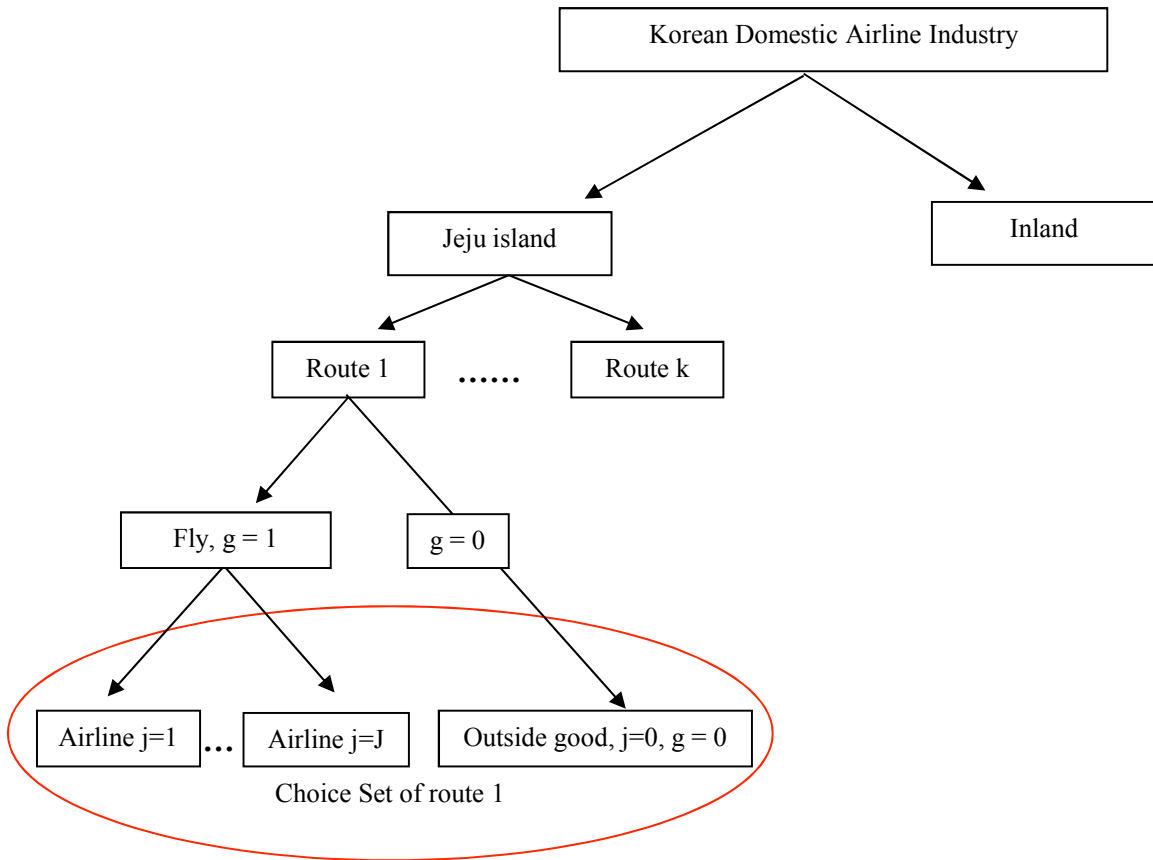 Korean Domestic Airline Industry
Jeju island
Inland
Route 1
......
Route k
Fly, g = 1
g = 0
Airline j=1
...
Airline j=J
Outside good, j=0, g = 0
Choice Set of route 1